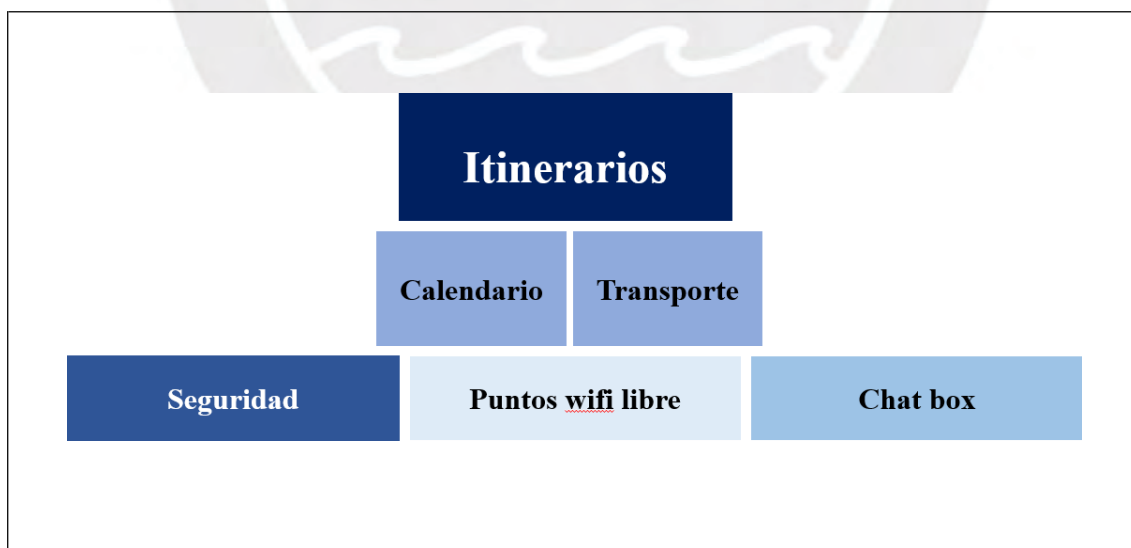 Itinerarios
Calendario Transporte
Seguridad Puntos wifi libre Chat box